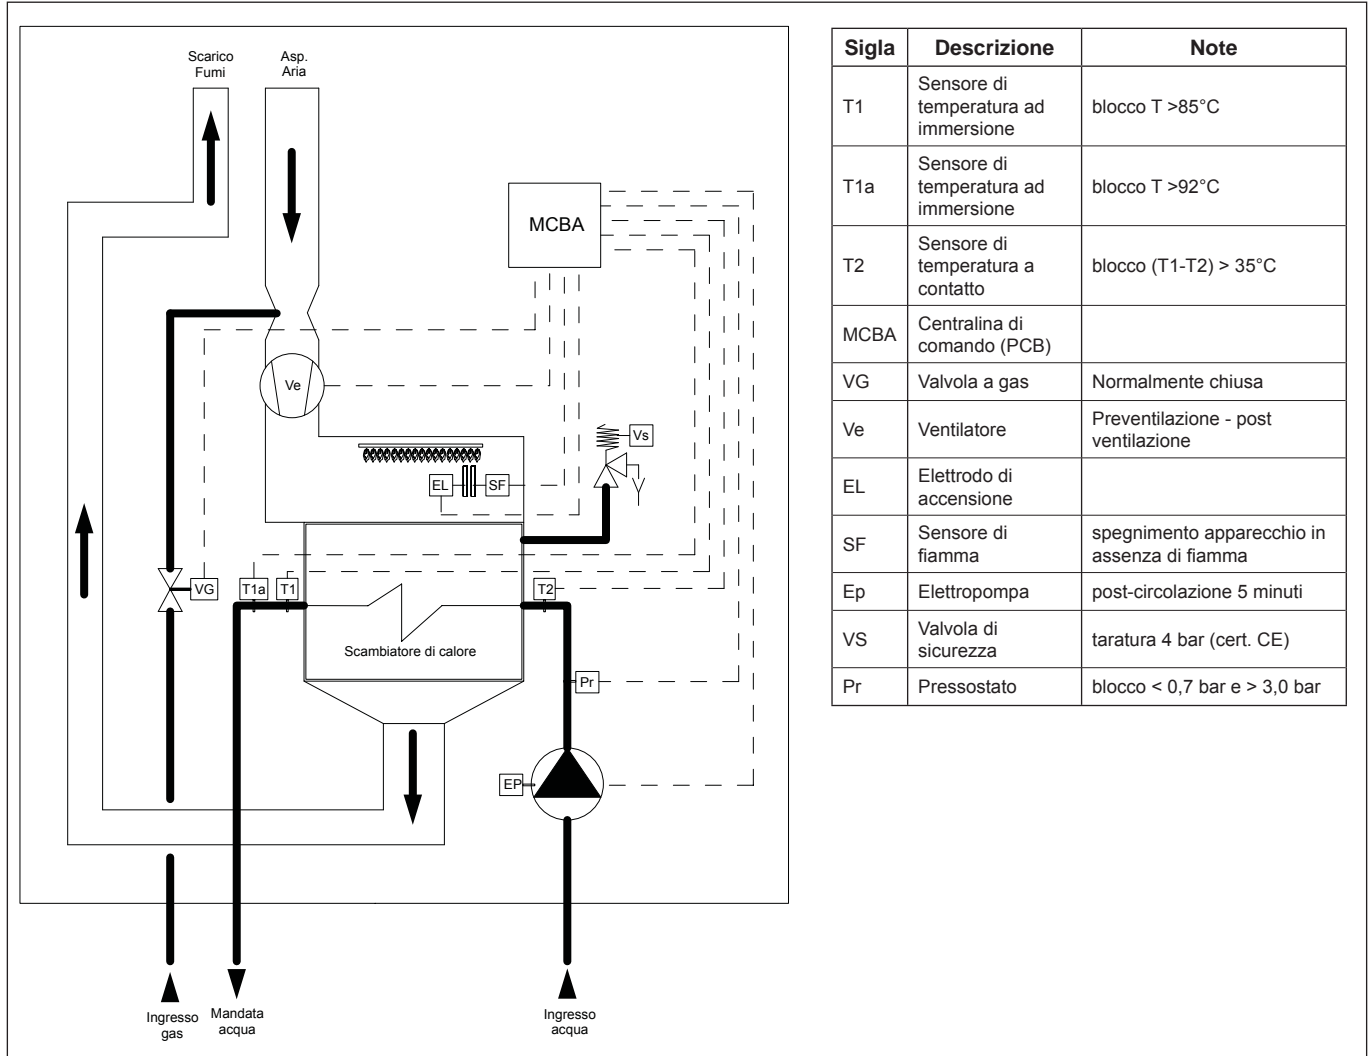 Scarico
Fumi
Asp.
Aria
MCBA
Ve
Vs
EL
SF
VG
T1a
T1
T2
Scambiatore di calore
Pr
EP
Ingresso
gas
Mandata
acqua
Ingresso
acqua
Sigla Descrizione Note
T1 Sensore di
temperatura ad
immersione
blocco T >85°C
T1a Sensore di
temperatura ad
immersione
blocco T >92°C
T2 Sensore di
temperatura a
contatto
blocco (T1-T2) > 35°C
MCBA Centralina di
comando (PCB)
VG Valvola a gas Normalmente chiusa
Ve Ventilatore Preventilazione - post
ventilazione
EL Elettrodo di
accensione
SF Sensore di
fiamma
spegnimento apparecchio in
assenza di fiamma
Ep Elettropompa post-circolazione 5 minuti
VS Valvola di
sicurezza
taratura 4 bar (cert. CE)
Pr Pressostato blocco < 0,7 bar e > 3,0 bar